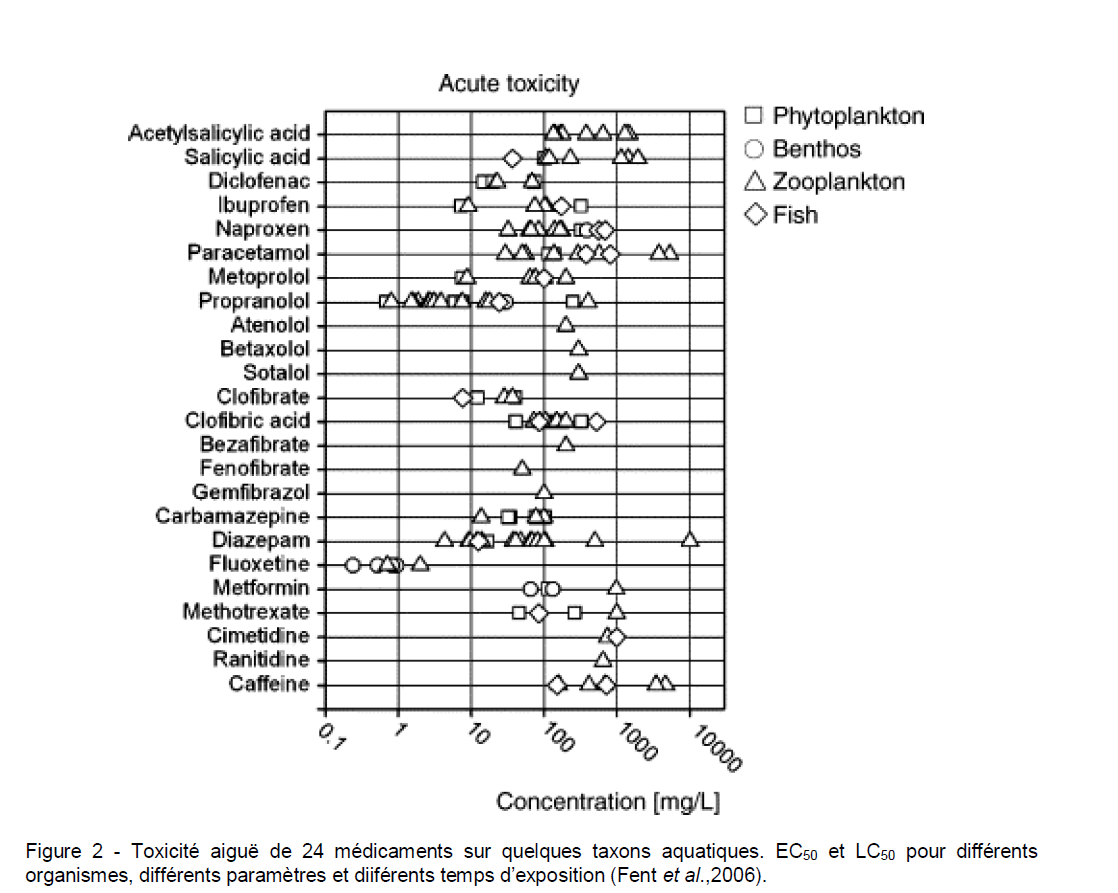 Acute toxicity
Acetylsalicylic acid
Salicylic acid
Diclofenac
Ibuprofen
Naproxen
Paracetamol
Metoprolol
Propranolol
Atenolol
Betaxolol
Sotalol
Clofibrate
Clofibric acid
Bezafibrate
Fenofibrate
Gemfibrazol
Carbamazepine
Diazepam
Fluoxetine
Metformin
Methotrexate
Cimetidine
Ranitidine
Caffeine
Phytoplankton
Benthos
Zooplankton
Fish
0.1
1
10
100
1000
10000
Concentration [mg/L]
Figure 2 - Toxicité aiguë de 24 médicaments sur quelques taxons aquatiques. EC50 et LC50 pour différents
organismes, différents paramètres et diiférents temps d’exposition (Fent et al.,2006).